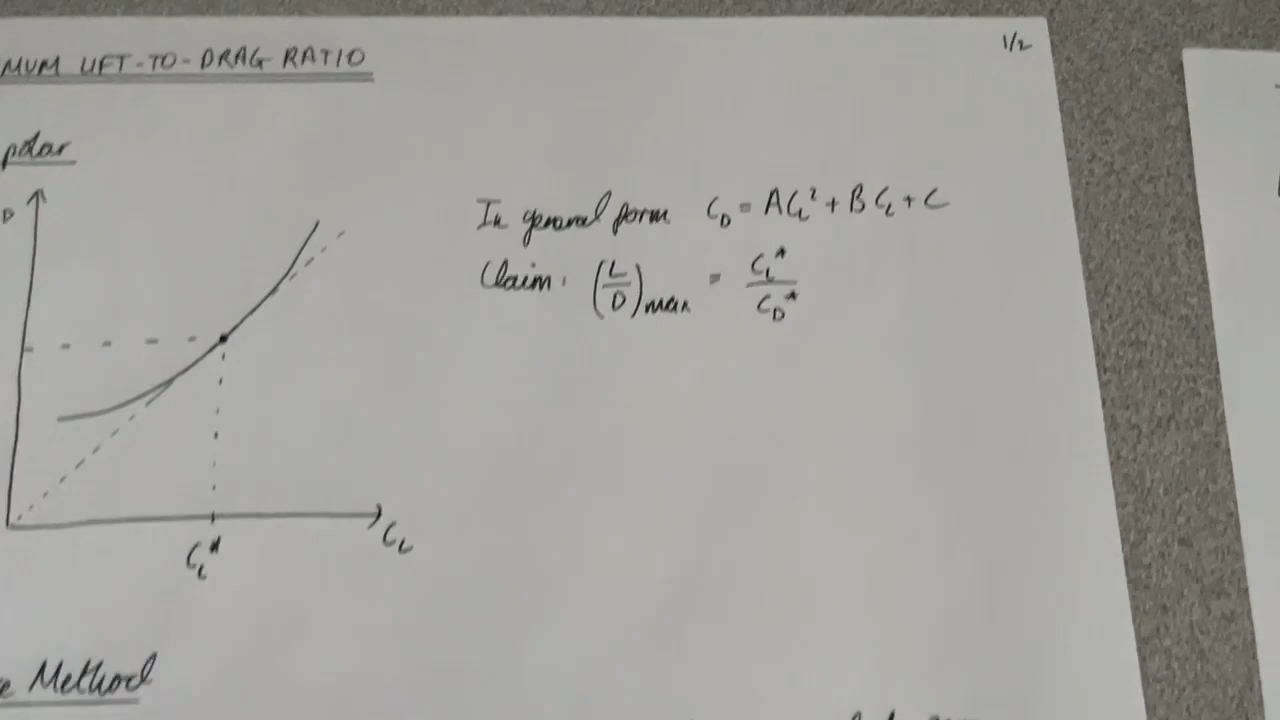 MUM LIFT-TO-DRAG RATIO
1/2
polar
D
In general form C_D = AC_L² + BC_L + C
Claim: (L/D)max = C_L*/C_D*
C_L
C_L*
e Method